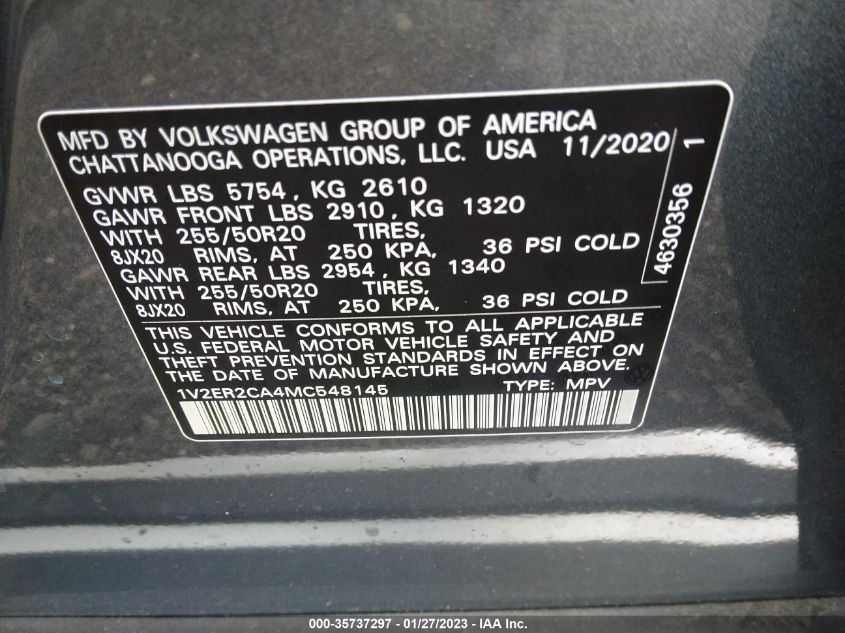 MFD BY VOLKSWAGEN GROUP OF AMERICA
CHATTANOOGA OPERATIONS, LLC. USA 11/2020
GVWR LBS 5754, KG 2610
GAWR FRONT LBS 2910, KG 1320
WITH 255/50R20 TIRES,
8JX20 RIMS, AT 250 KPA, 36 PSI COLD
GAWR REAR LBS 2954, KG 1340
WITH 255/50R20 TIRES,
8JX20 RIMS, AT 250 KPA, 36 PSI COLD
THIS VEHICLE CONFORMS TO ALL APPLICABLE
U.S. FEDERAL MOTOR VEHICLE SAFETY AND
THEFT PREVENTION STANDARDS IN EFFECT ON
THE DATE OF MANUFACTURE SHOWN ABOVE.
1V2ER2CA4MC548145 TYPE: MPV
4630356 1
000-35737297 - 01/27/2023 - IAA Inc.